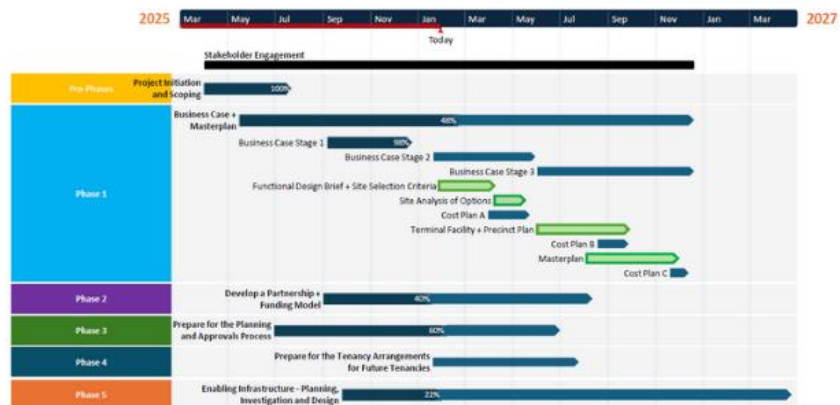 2025 Mar May Jul Sep Nov Jan Mar May Jul Sep Nov Jan Mar 2027
Today
Stakeholder Engagement
Pre-Phases
Project Initiation
and Scoping
100%
Phase 1
Business Case +
Masterplan
48%
Business Case Stage 1 98%
Business Case Stage 2
Business Case Stage 3
Functional Design Brief + Site Selection Criteria
Site Analysis of Options
Cost Plan A
Terminal Facility + Precinct Plan
Cost Plan B
Masterplan
Cost Plan C
Phase 2
Develop a Partnership +
Funding Model
40%
Phase 3
Prepare for the Planning
and Approvals Process
60%
Phase 4
Prepare for the Tenancy Arrangements
for Future Tenancies
Phase 5
Enabling Infrastructure - Planning,
Investigation and Design
22%